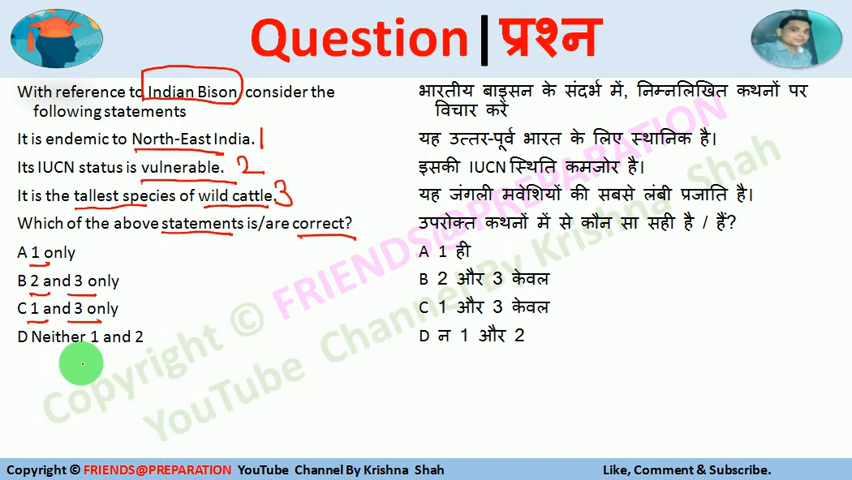 Question|प्रश्न
With reference to Indian Bison, consider the
following statements
It is endemic to North-East India. 1
Its IUCN status is vulnerable. 2
It is the tallest species of wild cattle. 3
Which of the above statements is/are correct?
A 1 only
B 2 and 3 only
C 1 and 3 only
D Neither 1 and 2
भारतीय बाइसन के संदर्भ में, निम्नलिखित कथनों पर
विचार करें
यह उत्तर-पूर्व भारत के लिए स्थानिक है।
इसकी IUCN स्थिति कमजोर है।
यह जंगली मवेशियों की सबसे लंबी प्रजाति है।
उपरोक्त कथनों में से कौन सा सही है / हैं?
A 1 ही
B 2 और 3 केवल
C 1 और 3 केवल
D न 1 और 2
Copyright © FRIENDS@PREPARATION
YouTube Channel By Krishna Shah
Copyright © FRIENDS@PREPARATION YouTube Channel By Krishna Shah
Like, Comment & Subscribe.